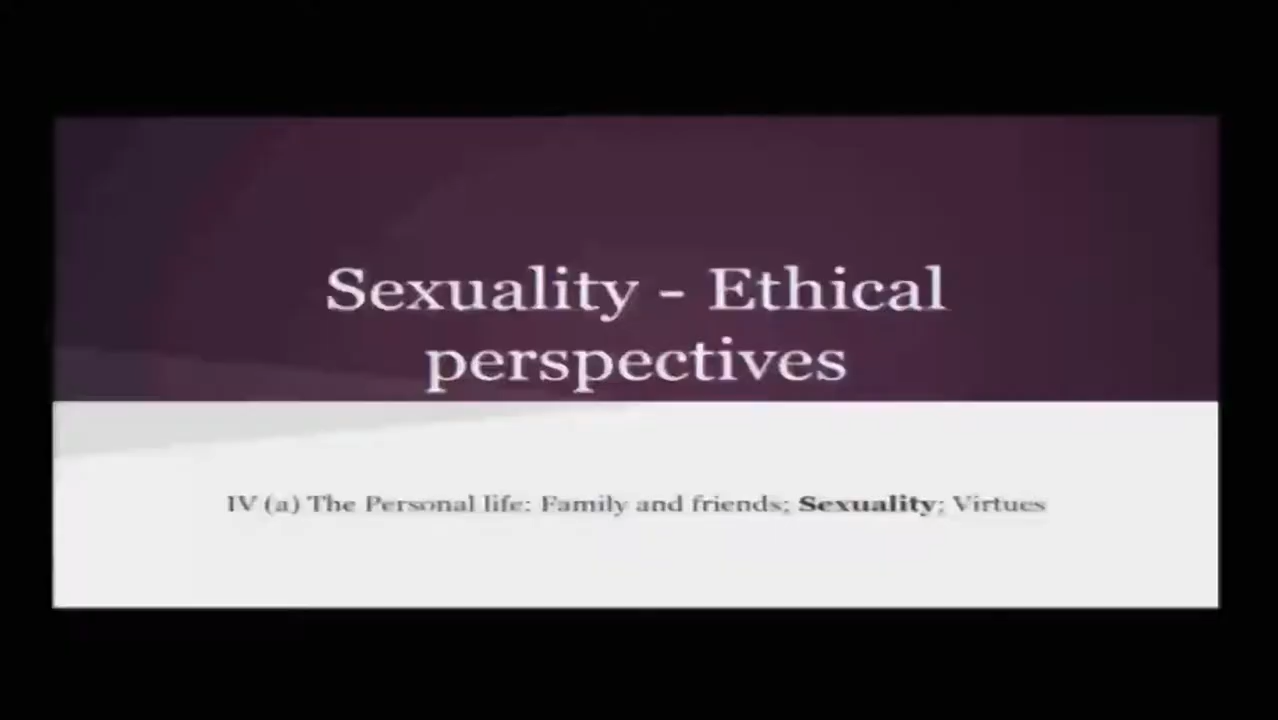 Sexuality - Ethical
perspectives
IV (a) The Personal life: Family and friends; Sexuality; Virtues